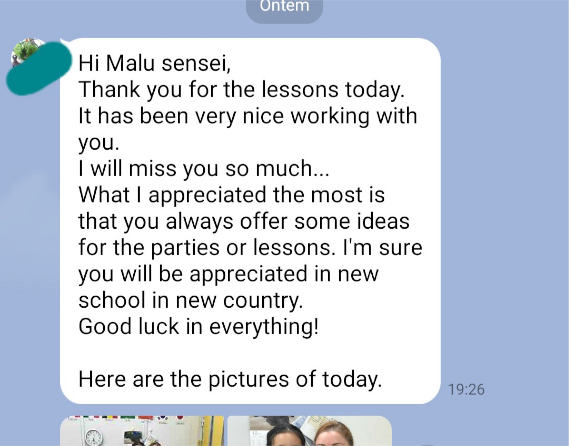 Ontem
Hi Malu sensei,
Thank you for the lessons today.
It has been very nice working with
you.
I will miss you so much...
What I appreciated the most is
that you always offer some ideas
for the parties or lessons. I'm sure
you will be appreciated in new
school in new country.
Good luck in everything!
Here are the pictures of today.
19:26